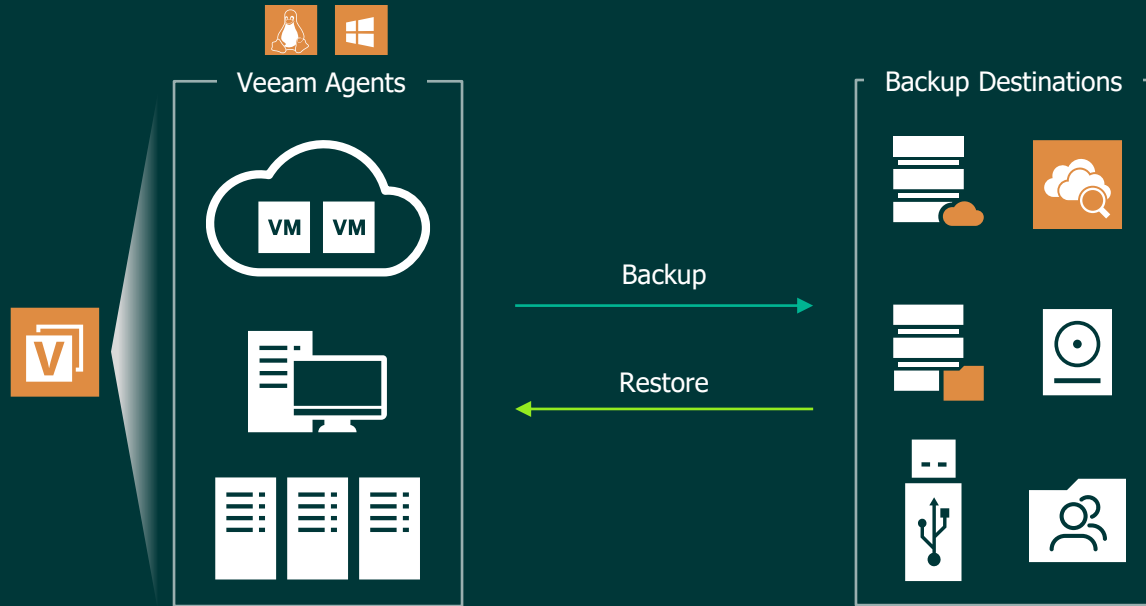 Veeam Agents
Backup Destinations
VM VM
Backup
V
Restore